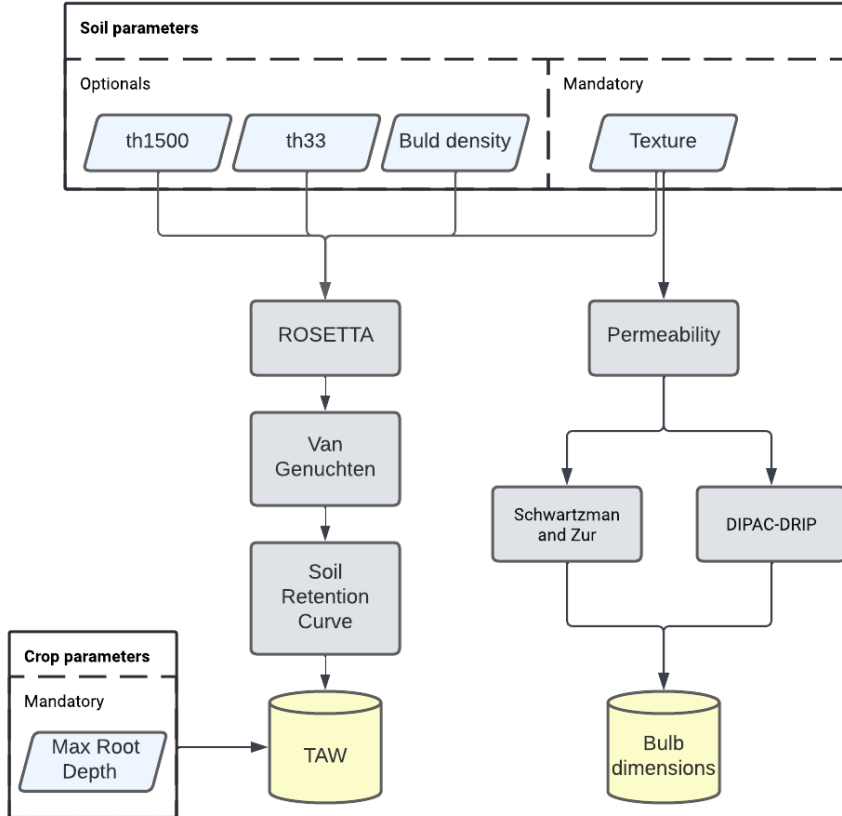 Soil parameters
Optionals
Mandatory
th1500
th33
Buld density
Texture
ROSETTA
Permeability
Van
Genuchten
Schwartzman
and Zur
DIPAC-DRIP
Soil
Retention
Curve
Crop parameters
Mandatory
Max Root
Depth
TAW
Bulb
dimensions